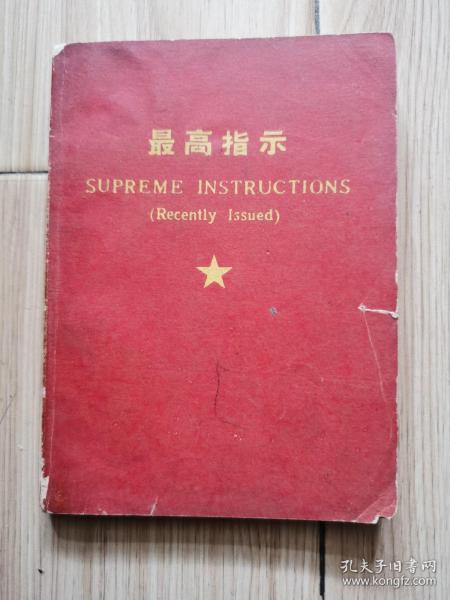 最高指示
SUPREME INSTRUCTIONS
(Recently Issued)
孔夫子旧书网
www.kongfz.com